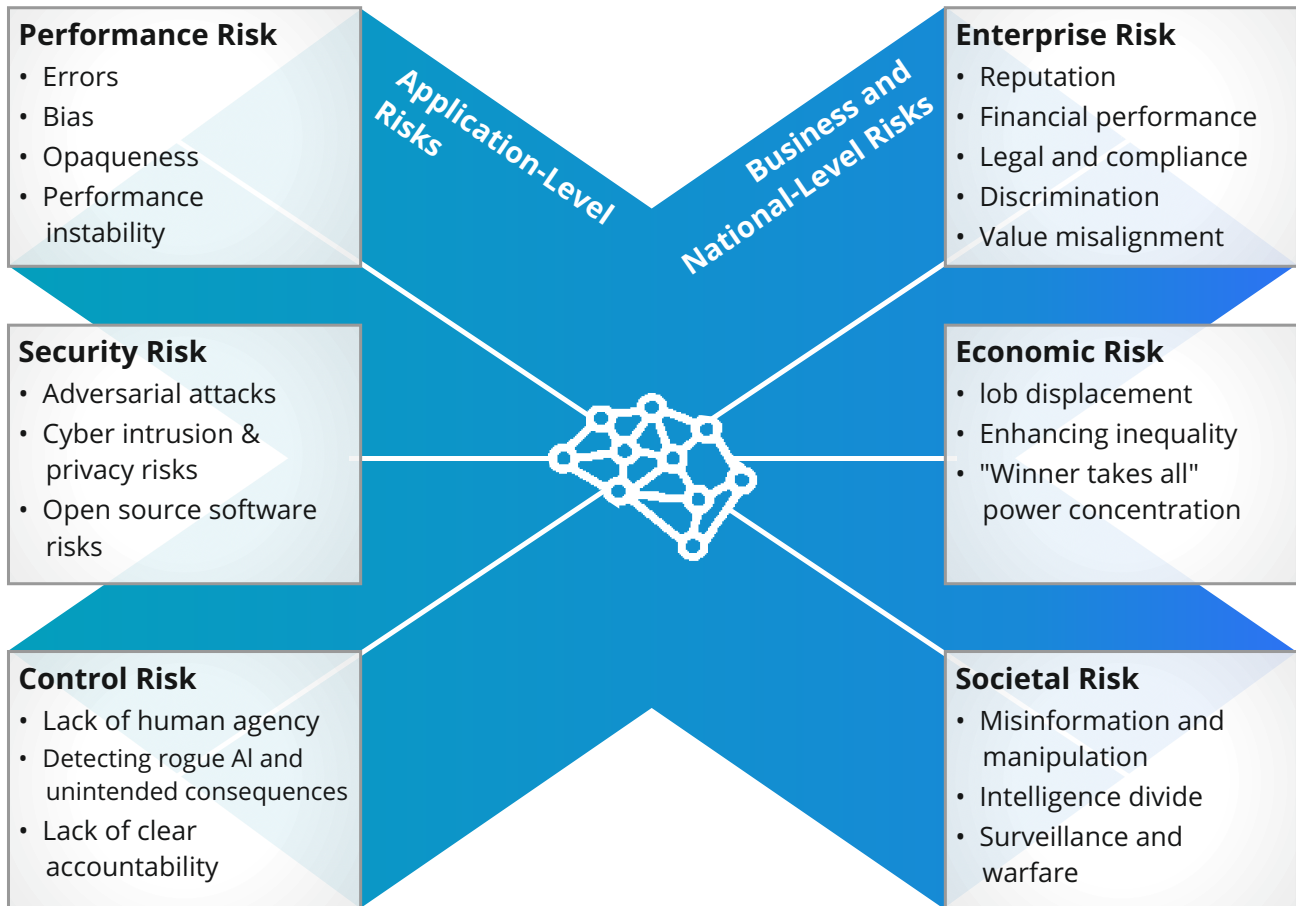 Performance Risk
• Errors
• Bias
• Opaqueness
• Performance
instability
Application-Level
Risks
Business and
National-Level Risks
Enterprise Risk
• Reputation
• Financial performance
• Legal and compliance
• Discrimination
• Value misalignment
Security Risk
• Adversarial attacks
• Cyber intrusion &
privacy risks
• Open source software
risks
Economic Risk
• lob displacement
• Enhancing inequality
• "Winner takes all"
power concentration
Control Risk
• Lack of human agency
• Detecting rogue Al and
unintended consequences
• Lack of clear
accountability
Societal Risk
• Misinformation and
manipulation
• Intelligence divide
• Surveillance and
warfare